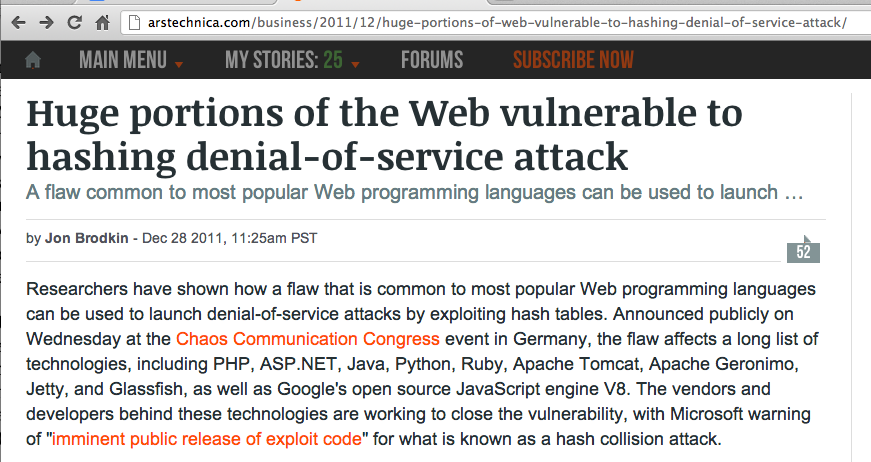 arstechnica.com/business/2011/12/huge-portions-of-web-vulnerable-to-hashing-denial-of-service-attack/
MAIN MENU MY STORIES: 25 FORUMS SUBSCRIBE NOW
Huge portions of the Web vulnerable to
hashing denial-of-service attack
A flaw common to most popular Web programming languages can be used to launch …
by Jon Brodkin - Dec 28 2011, 11:25am PST
52
Researchers have shown how a flaw that is common to most popular Web programming languages
can be used to launch denial-of-service attacks by exploiting hash tables. Announced publicly on
Wednesday at the Chaos Communication Congress event in Germany, the flaw affects a long list of
technologies, including PHP, ASP.NET, Java, Python, Ruby, Apache Tomcat, Apache Geronimo,
Jetty, and Glassfish, as well as Google's open source JavaScript engine V8. The vendors and
developers behind these technologies are working to close the vulnerability, with Microsoft warning
of "imminent public release of exploit code" for what is known as a hash collision attack.